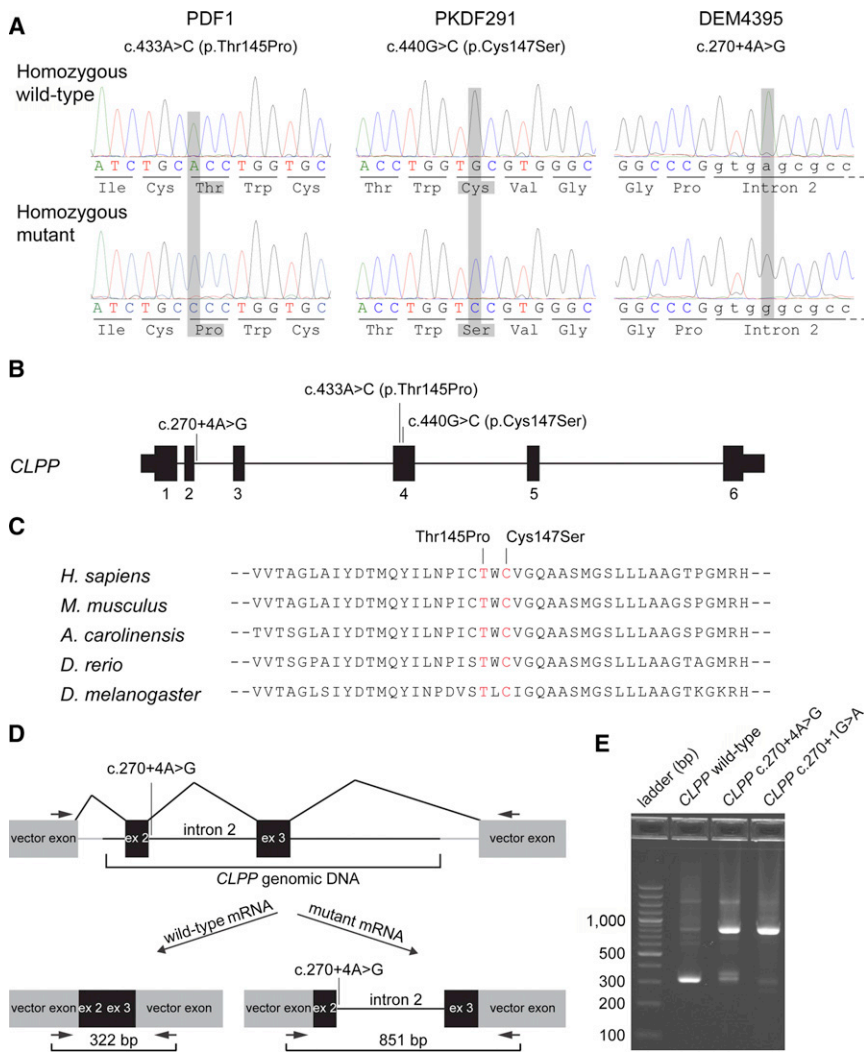 A
PDF1 PKDF291 DEM4395
c.433A>C (p.Thr145Pro) c.440G>C (p.Cys147Ser) c.270+4A>G
Homozygous
wild-type
A T C T G C A C C T G G T G C A C C T G G T G C G T G G G C G G C C C G g t g a g c g c c
Ile Cys Thr Trp Cys Thr Trp Cys Val Gly Gly Pro Intron 2
Homozygous
mutant
A T C T G C C C C T G G T G C A C C T G G T C C G T G G G C G G C C C G g t g g g c g c c
Ile Cys Pro Trp Cys Thr Trp Ser Val Gly Gly Pro Intron 2
B
c.433A>C (p.Thr145Pro)
c.270+4A>G c.440G>C (p.Cys147Ser)
CLPP
1 2 3 4 5 6
C
Thr145Pro Cys147Ser
H. sapiens --VVTAGLAIYDTMQYILNPICTWCVGQAASMGSLLLAAGTPGMRH--
M. musculus --VVTAGLAIYDTMQYILNPICTWCVGQAASMGSLLLAAGSPGMRH--
A. carolinensis --TVTSGLAIYDTMQYILNPICTWCVGQAASMGSLLLAAGSPGMRH--
D. rerio --VVTSGPAIYDTMQYILNPISTWCVGQAASMGSLLLAAGTAGMRH--
D. melanogaster --VVTAGLSIYDTMQYINPDVSTLCIGQAASMGSLLLAAGTKGKRH--
D
c.270+4A>G
vector exon ex 2 intron 2 ex 3 vector exon
CLPP genomic DNA
wild-type mRNA mutant mRNA
c.270+4A>G
vector exon ex 2 ex 3 vector exon vector exon ex 2 intron 2 ex 3 vector exon
322 bp 851 bp
E
ladder (bp)
CLPP wild-type
CLPP c.270+4A>G
CLPP c.270+1G>A
1,000
500
300
200
100